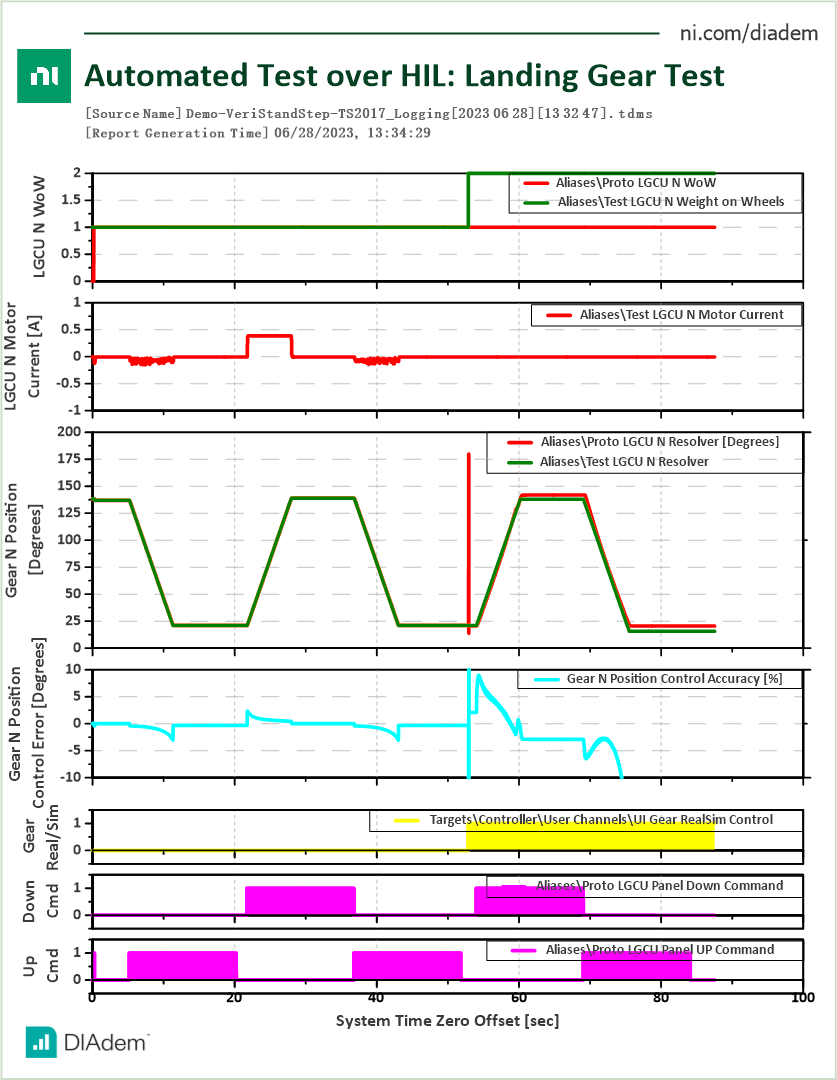 ni.com/diadem
ni
Automated Test over HIL: Landing Gear Test
[Source Name] Demo-VeriStandStep-TS2017_Logging[2023 06 28][13 32 47].tdms
[Report Generation Time] 06/28/2023, 13:34:29
LGCU N WoW
2
1.5
1
0.5
0
Aliases\Proto LGCU N WoW
Aliases\Test LGCU N Weight on Wheels
LGCU N Motor
Current [A]
1
0.5
0
-0.5
-1
Aliases\Test LGCU N Motor Current
Gear N Position
[Degrees]
200
175
150
125
100
75
50
25
0
Aliases\Proto LGCU N Resolver [Degrees]
Aliases\Test LGCU N Resolver
Gear N Position
Control Error [Degrees]
10
5
0
-5
-10
Gear N Position Control Accuracy [%]
Gear
Real/Sim
1
0
Targets\Controller\User Channels\UI Gear RealSim Control
Down
Cmd
1
0
Aliases\Proto LGCU Panel Down Command
Up
Cmd
1
0
Aliases\Proto LGCU Panel UP Command
0 20 40 60 80 100
System Time Zero Offset [sec]
DIAdem™